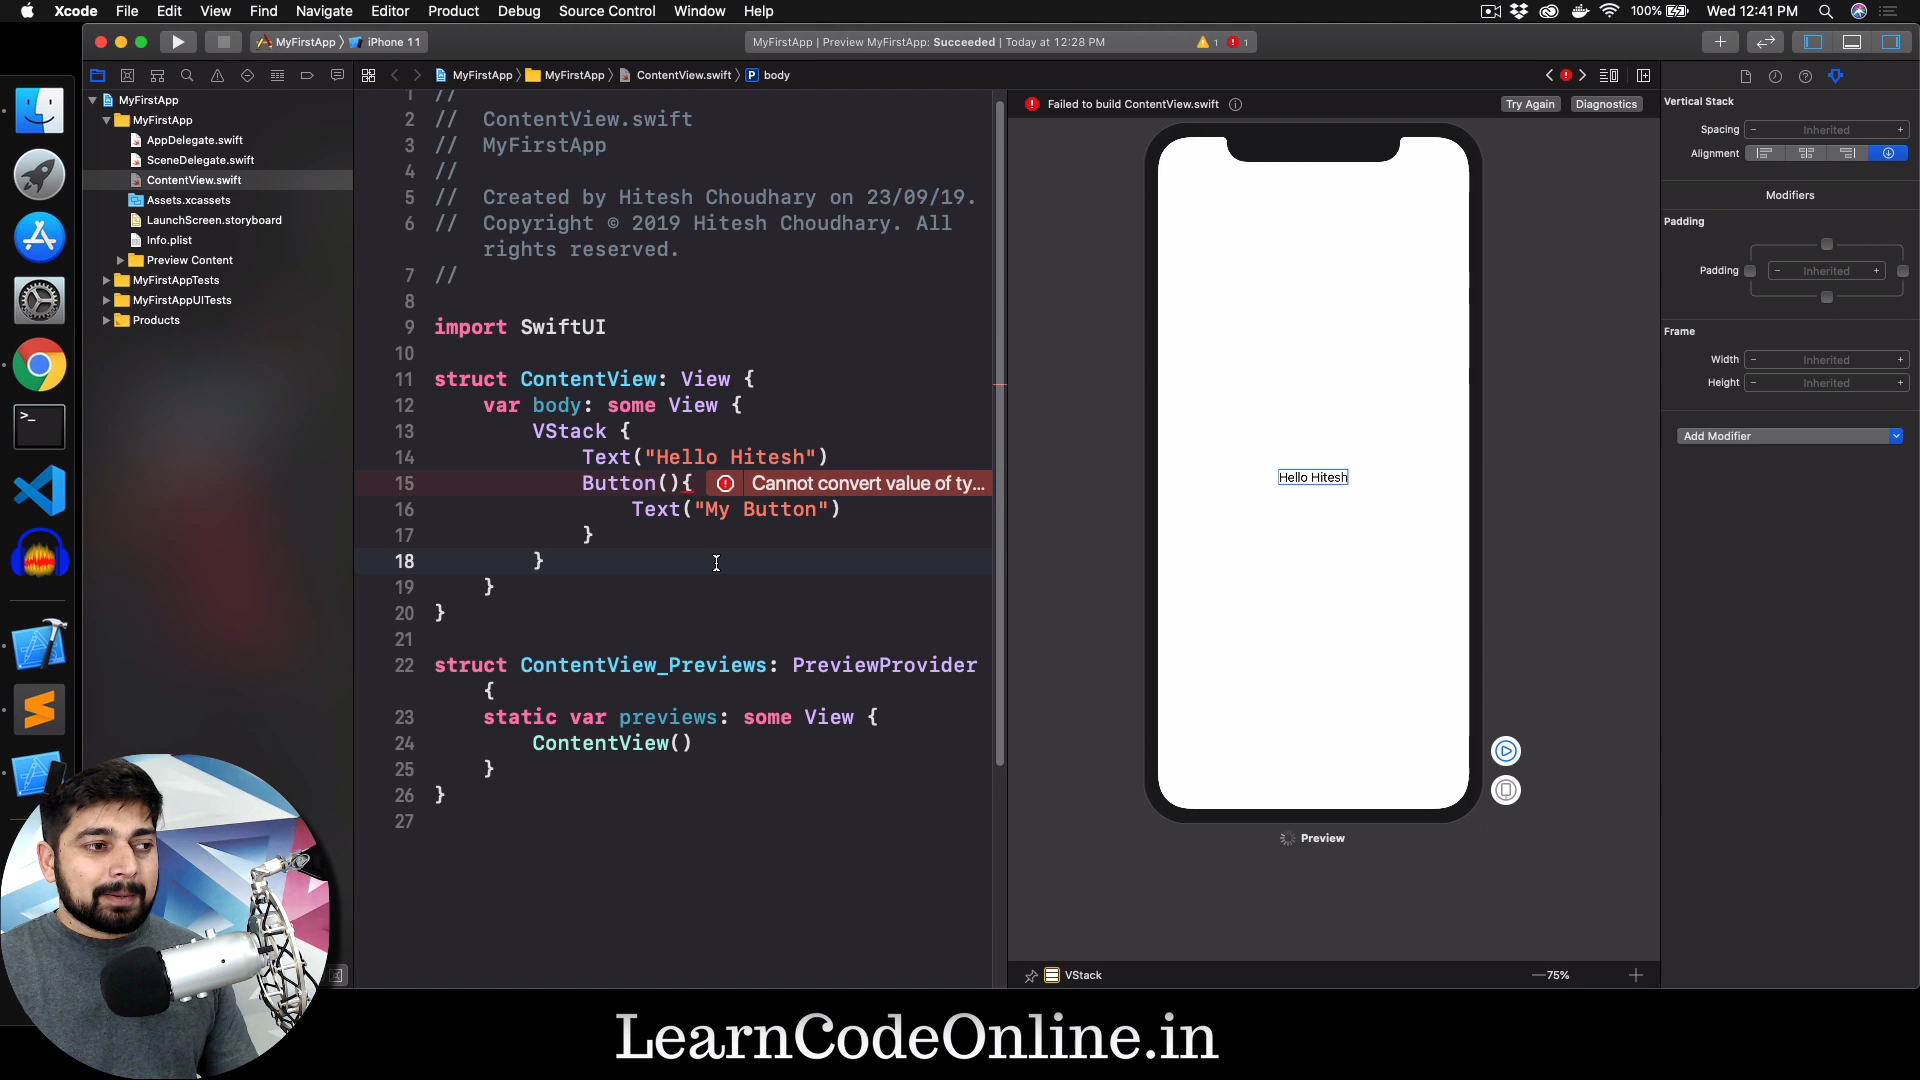 Xcode File Edit View Find Navigate Editor Product Debug Source Control Window Help
100% Wed 12:41 PM
MyFirstApp iPhone 11
MyFirstApp | Preview MyFirstApp: Succeeded | Today at 12:28 PM 1 1
MyFirstApp MyFirstApp ContentView.swift P body
MyFirstApp
MyFirstApp
AppDelegate.swift
SceneDelegate.swift
ContentView.swift
Assets.xcassets
LaunchScreen.storyboard
Info.plist
Preview Content
MyFirstAppTests
MyFirstAppUITests
Products
1 //
2 // ContentView.swift
3 // MyFirstApp
4 //
5 // Created by Hitesh Choudhary on 23/09/19.
6 // Copyright © 2019 Hitesh Choudhary. All
rights reserved.
7 //
8
9 import SwiftUI
10
11 struct ContentView: View {
12 var body: some View {
13 VStack {
14 Text("Hello Hitesh")
15 Button(){ Cannot convert value of ty...
16 Text("My Button")
17 }
18 }
19 }
20 }
21
22 struct ContentView_Previews: PreviewProvider
{
23 static var previews: some View {
24 ContentView()
25 }
26 }
27
Failed to build ContentView.swift Try Again Diagnostics
Hello Hitesh
Preview
VStack
75%
Vertical Stack
Spacing − Inherited +
Alignment
Modifiers
Padding
Padding − Inherited +
Frame
Width − Inherited +
Height − Inherited +
Add Modifier
LearnCodeOnline.in